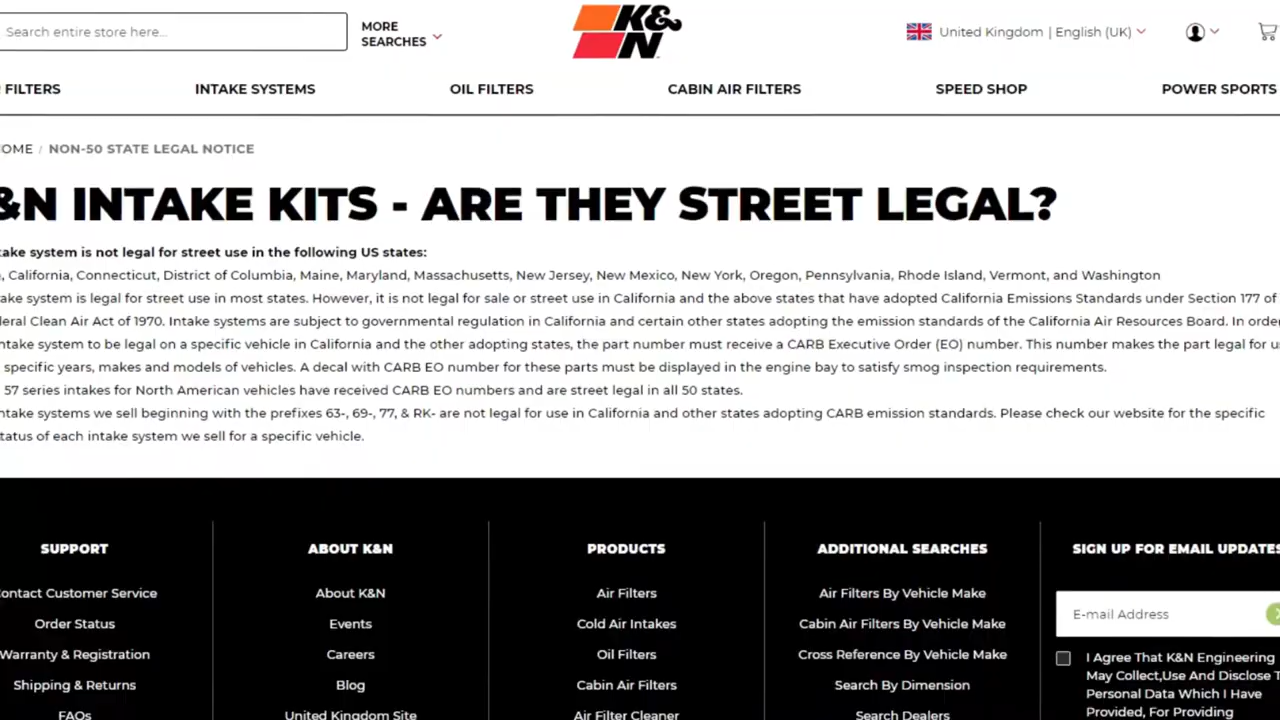 Search entire store here...
MORE
SEARCHES
K&N
United Kingdom | English (UK)
FILTERS
INTAKE SYSTEMS
OIL FILTERS
CABIN AIR FILTERS
SPEED SHOP
POWER SPORTS
OME / NON-50 STATE LEGAL NOTICE
&N INTAKE KITS - ARE THEY STREET LEGAL?
take system is not legal for street use in the following US states:
, California, Connecticut, District of Columbia, Maine, Maryland, Massachusetts, New Jersey, New Mexico, New York, Oregon, Pennsylvania, Rhode Island, Vermont, and Washington
take system is legal for street use in most states. However, it is not legal for sale or street use in California and the above states that have adopted California Emissions Standards under Section 177 of
deral Clean Air Act of 1970. Intake systems are subject to governmental regulation in California and certain other states adopting the emission standards of the California Air Resources Board. In order
ntake system to be legal on a specific vehicle in California and the other adopting states, the part number must receive a CARB Executive Order (EO) number. This number makes the part legal for u
specific years, makes and models of vehicles. A decal with CARB EO number for these parts must be displayed in the engine bay to satisfy smog inspection requirements.
57 series intakes for North American vehicles have received CARB EO numbers and are street legal in all 50 states.
ntake systems we sell beginning with the prefixes 63-, 69-, 77, & RK- are not legal for use in California and other states adopting CARB emission standards. Please check our website for the specific
tatus of each intake system we sell for a specific vehicle.
SUPPORT
ontact Customer Service
Order Status
Warranty & Registration
Shipping & Returns
FAQs
ABOUT K&N
About K&N
Events
Careers
Blog
United Kingdom Site
PRODUCTS
Air Filters
Cold Air Intakes
Oil Filters
Cabin Air Filters
Air Filter Cleaner
ADDITIONAL SEARCHES
Air Filters By Vehicle Make
Cabin Air Filters By Vehicle Make
Cross Reference By Vehicle Make
Search By Dimension
Search Dealers
SIGN UP FOR EMAIL UPDATES
E-mail Address
I Agree That K&N Engineering
May Collect,Use And Disclose T
Personal Data Which I Have
Provided, For Providing